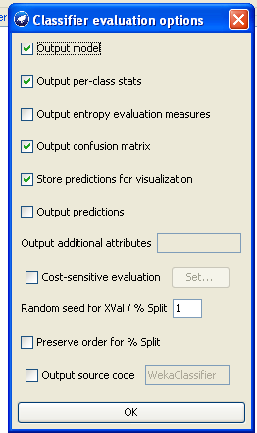 Classifier evaluation options
Output model
Output per-class stats
Output entropy evaluation measures
Output confusion matrix
Store predictions for visualization
Output predictions
Output additional attributes
Cost-sensitive evaluation Set...
Random seed for XVal / % Split 1
Preserve order for % Split
Output source code WekaClassifier
OK